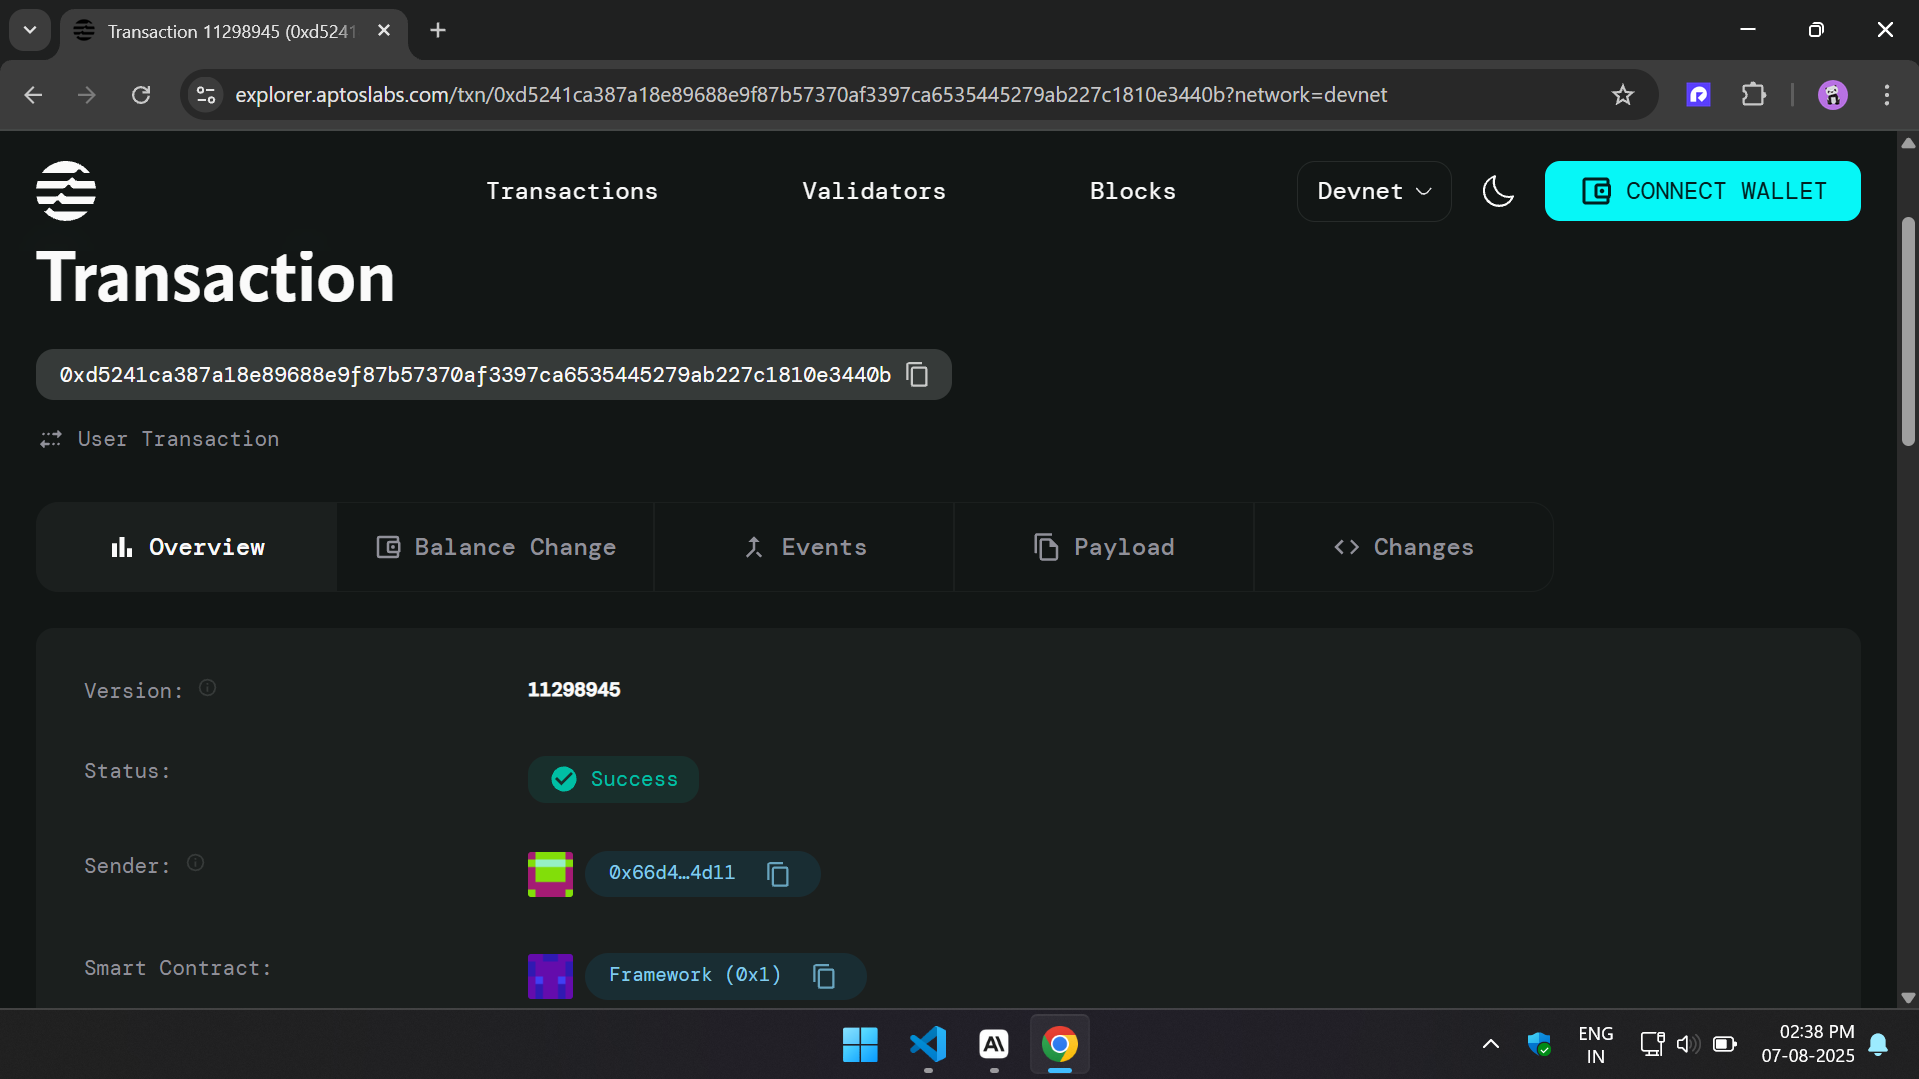 Transaction 11298945 (0xd5241
explorer.aptoslabs.com/txn/0xd5241ca387a18e89688e9f87b57370af3397ca6535445279ab227c1810e3440b?network=devnet
Transactions
Validators
Blocks
Devnet
CONNECT WALLET
Transaction
0xd5241ca387a18e89688e9f87b57370af3397ca6535445279ab227c1810e3440b
User Transaction
Overview
Balance Change
Events
Payload
Changes
Version:
11298945
Status:
Success
Sender:
0x66d4…4d11
Smart Contract:
Framework (0x1)
ENG
IN
02:38 PM
07-08-2025